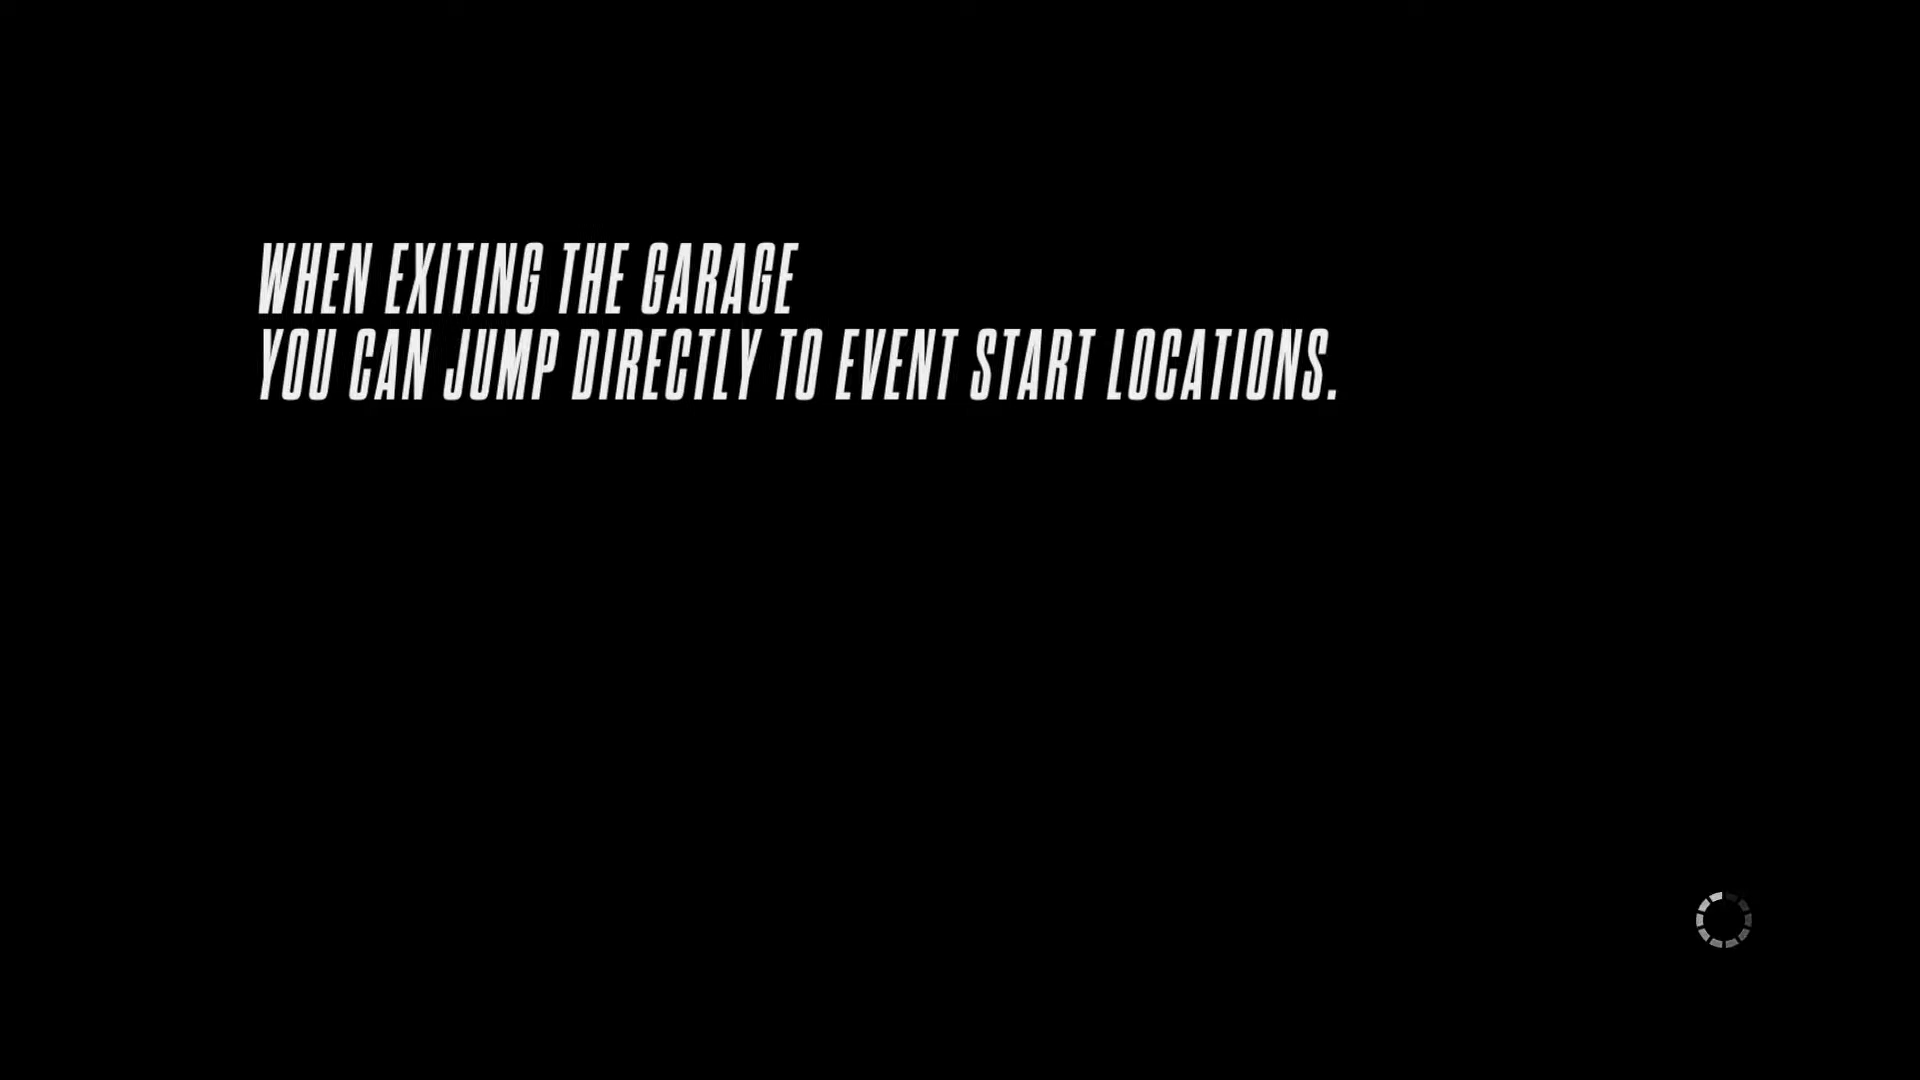 WHEN EXITING THE GARAGE
YOU CAN JUMP DIRECTLY TO EVENT START LOCATIONS.